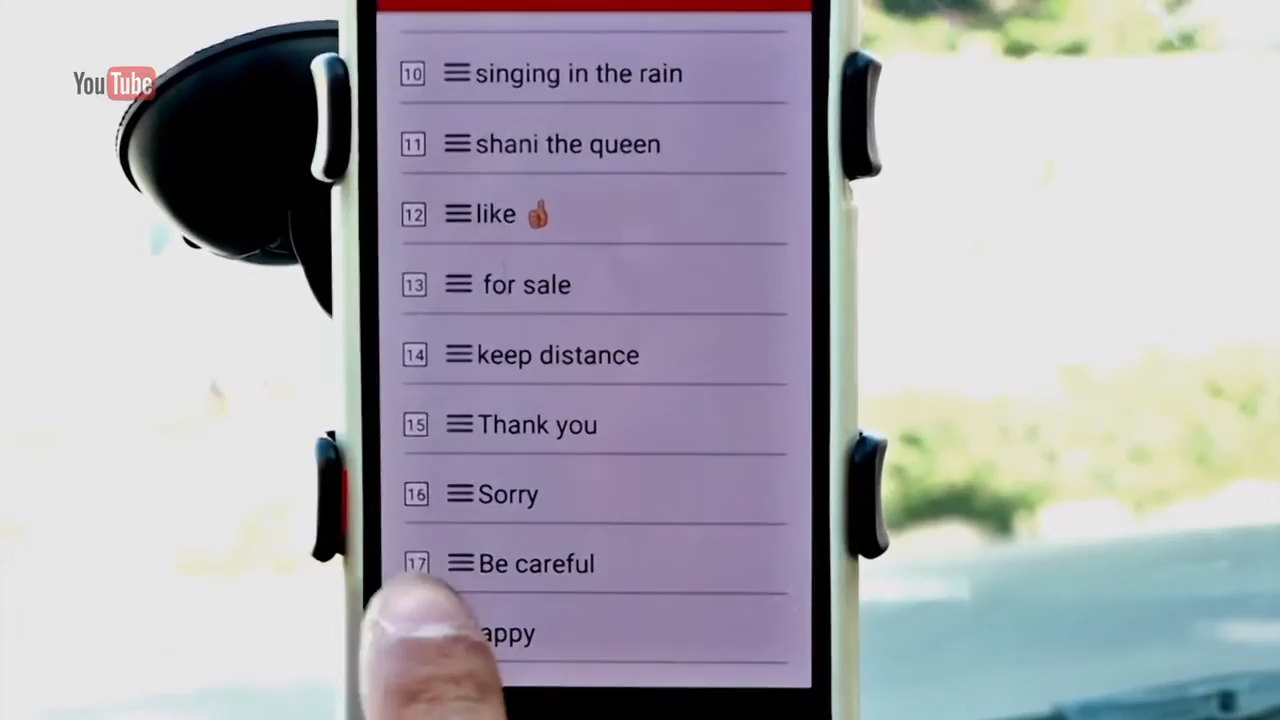 YouTube
10 singing in the rain
11 shani the queen
12 like 👍
13 for sale
14 keep distance
15 Thank you
16 Sorry
17 Be careful
appy